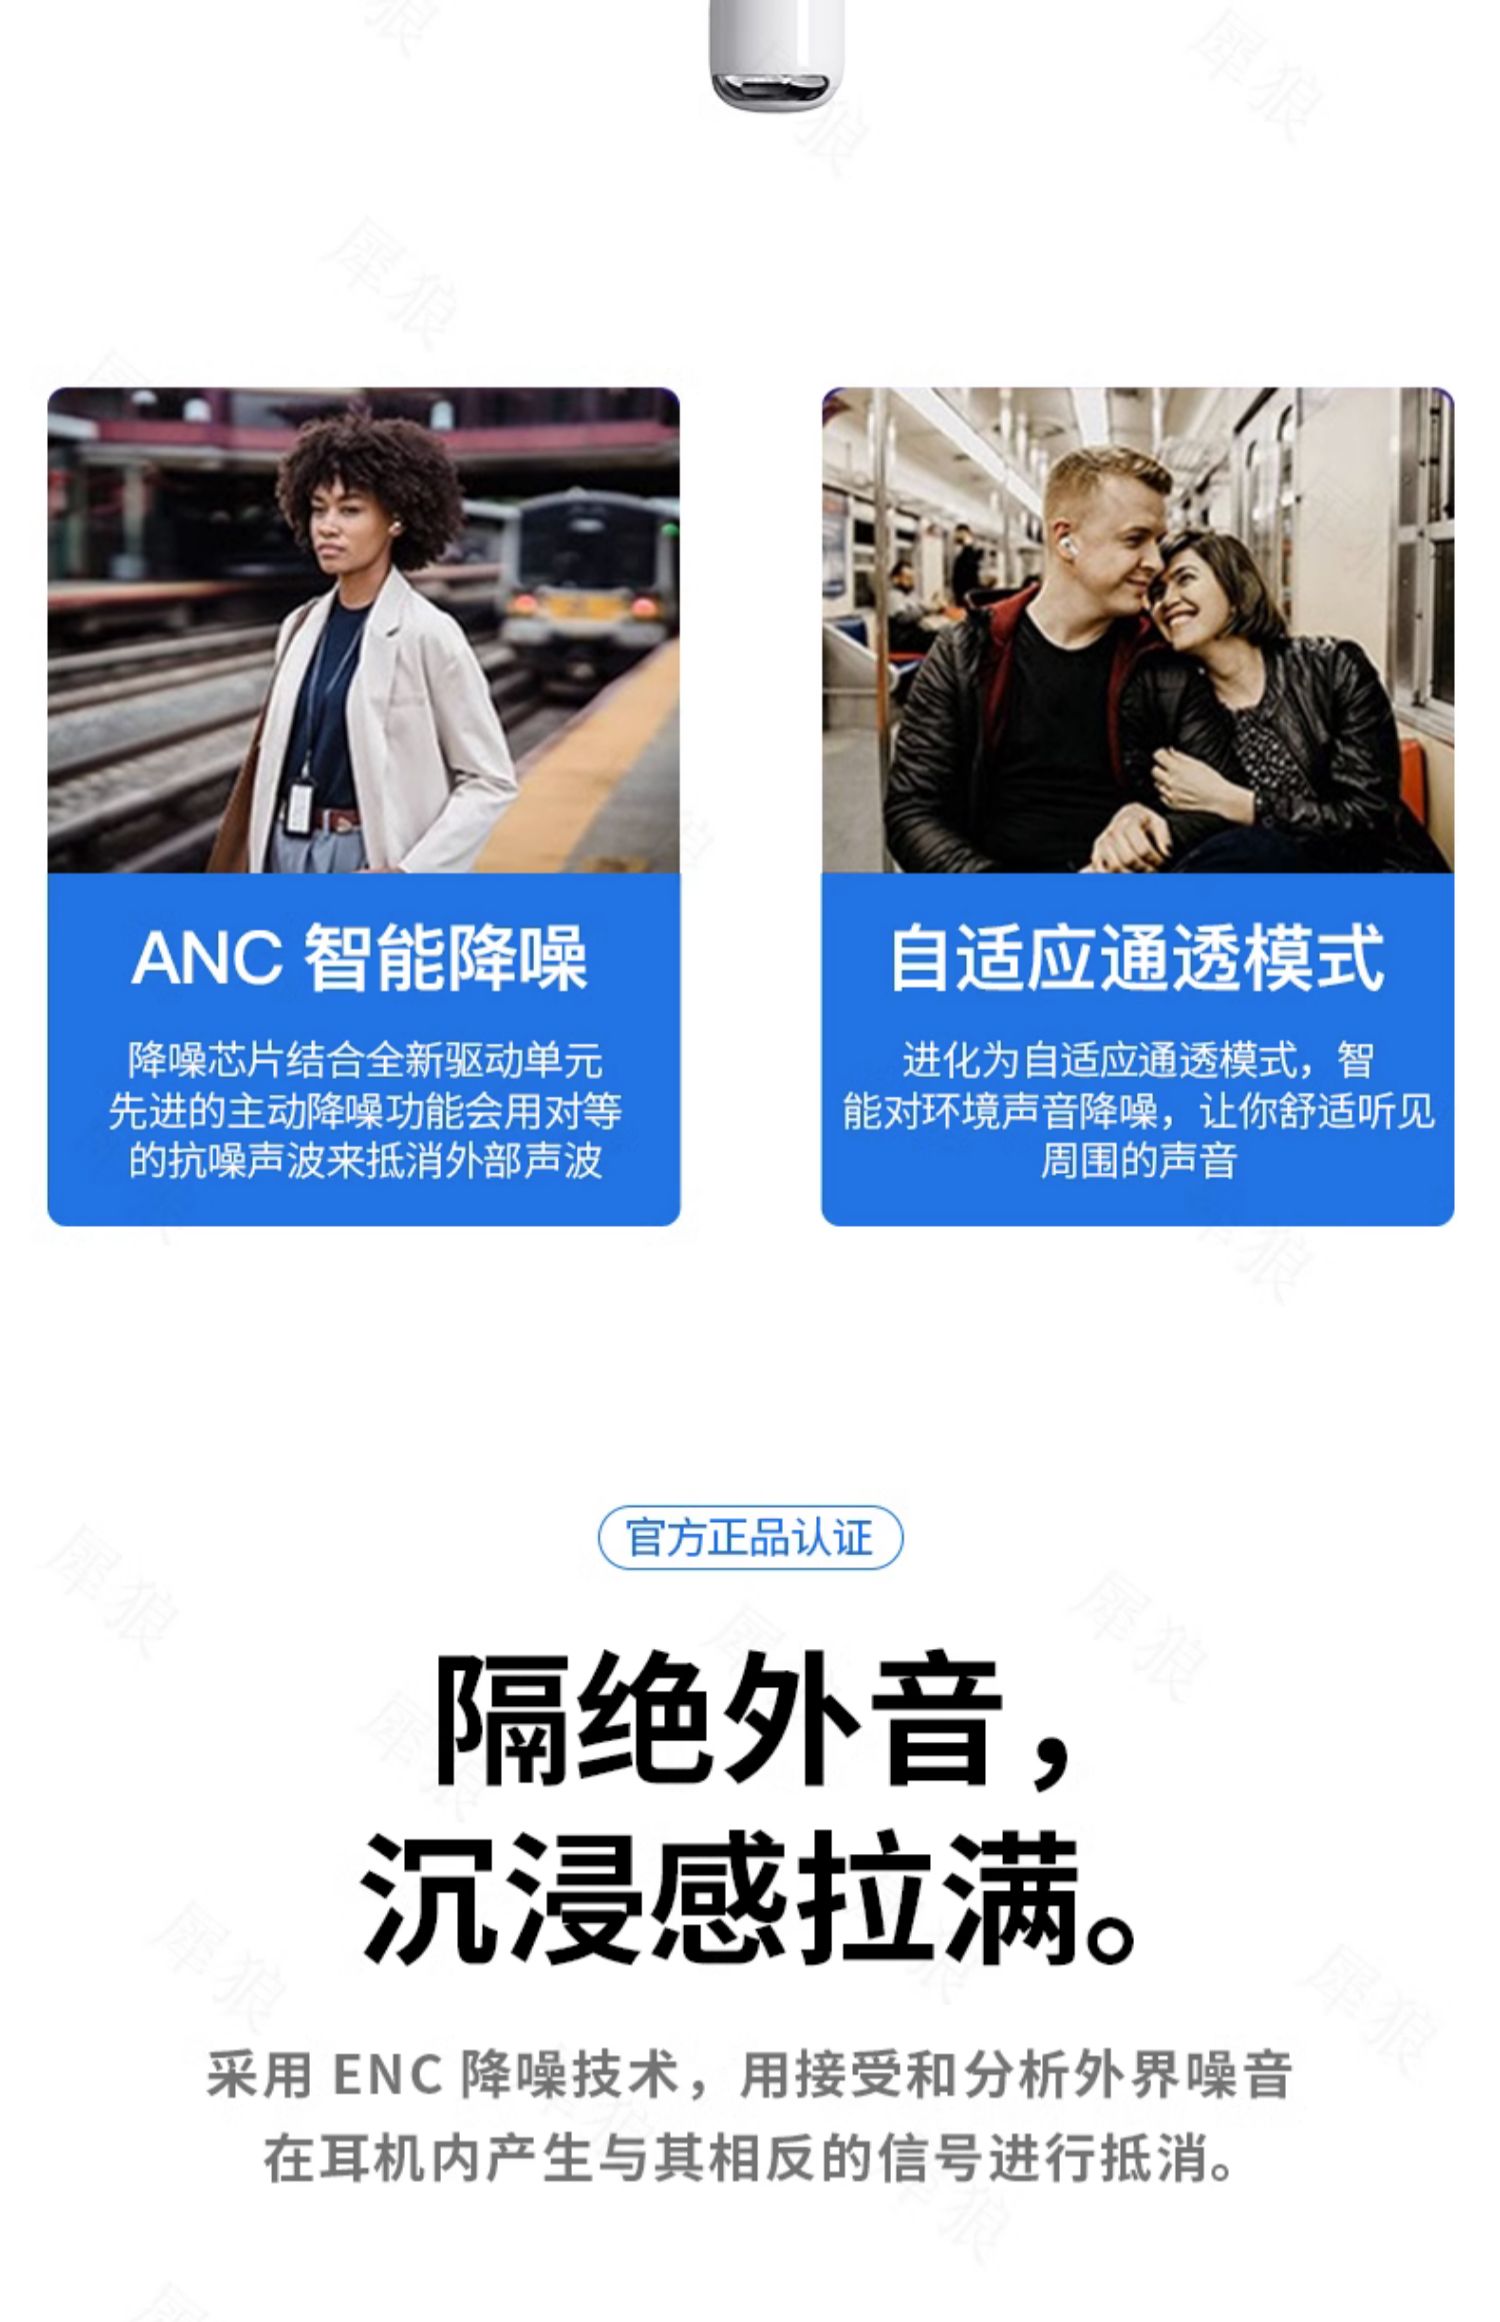 ANC 智能降噪
降噪芯片结合全新驱动单元
先进的主动降噪功能会用对等
的抗噪声波来抵消外部声波
自适应通透模式
进化为自适应通透模式，智
能对环境声音降噪，让你舒适听见
周围的声音
官方正品认证
隔绝外音，
沉浸感拉满。
采用 ENC 降噪技术，用接受和分析外界噪音
在耳机内产生与其相反的信号进行抵消。
犀狼